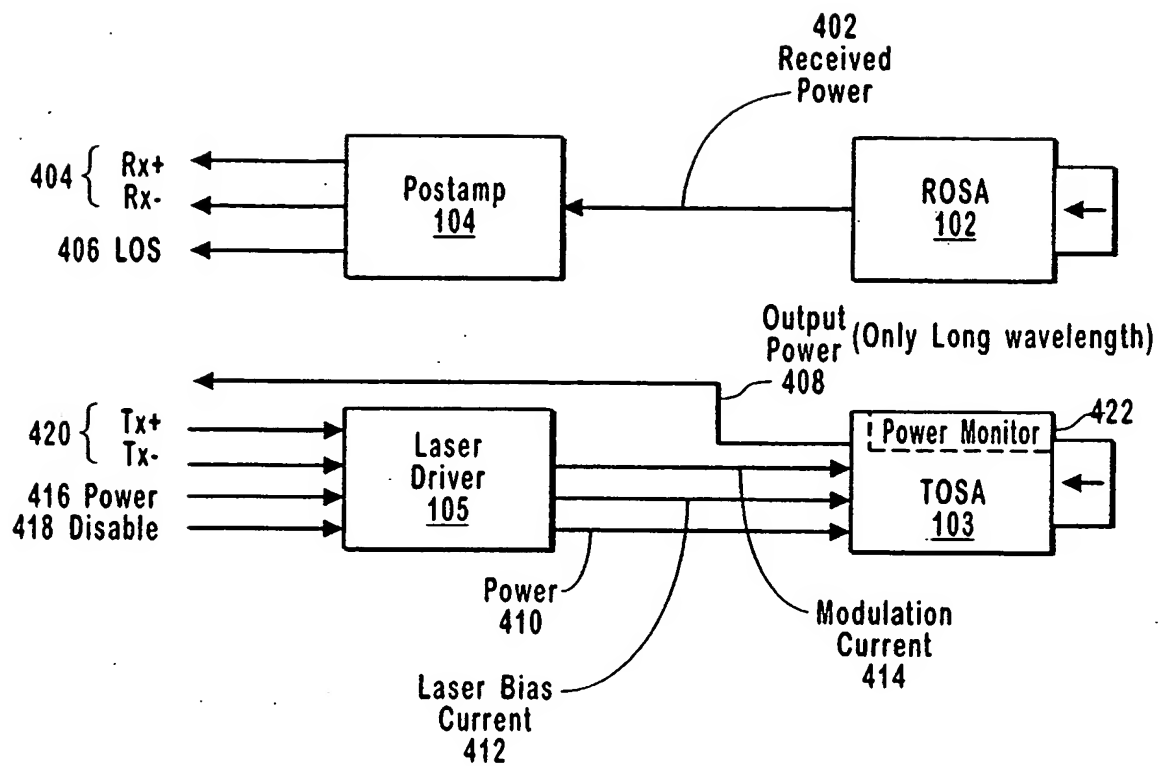 402
Received
Power
404 { Rx+
Rx-
406 LOS
Postamp
104
ROSA
102
Output
Power
408
(Only Long wavelength)
420 { Tx+
Tx-
416 Power
418 Disable
Laser
Driver
105
Power Monitor
422
TOSA
103
Power
410
Modulation
Current
414
Laser Bias
Current
412